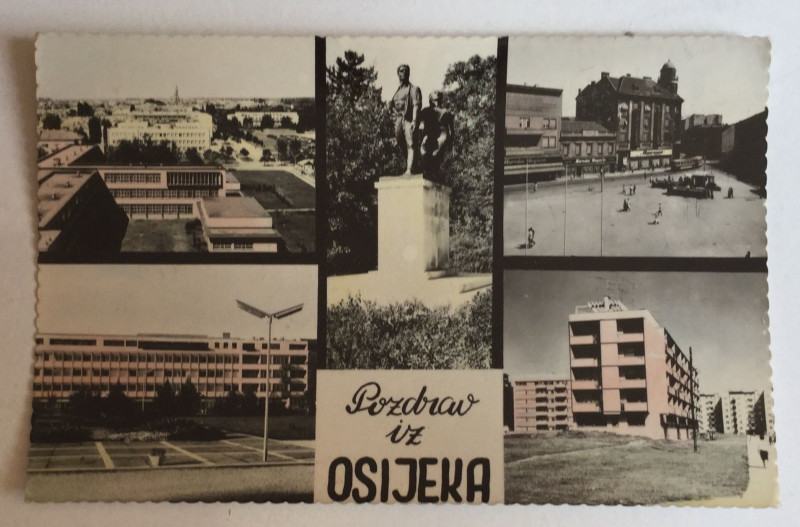 Pozdrav
iz
OSIJEKA